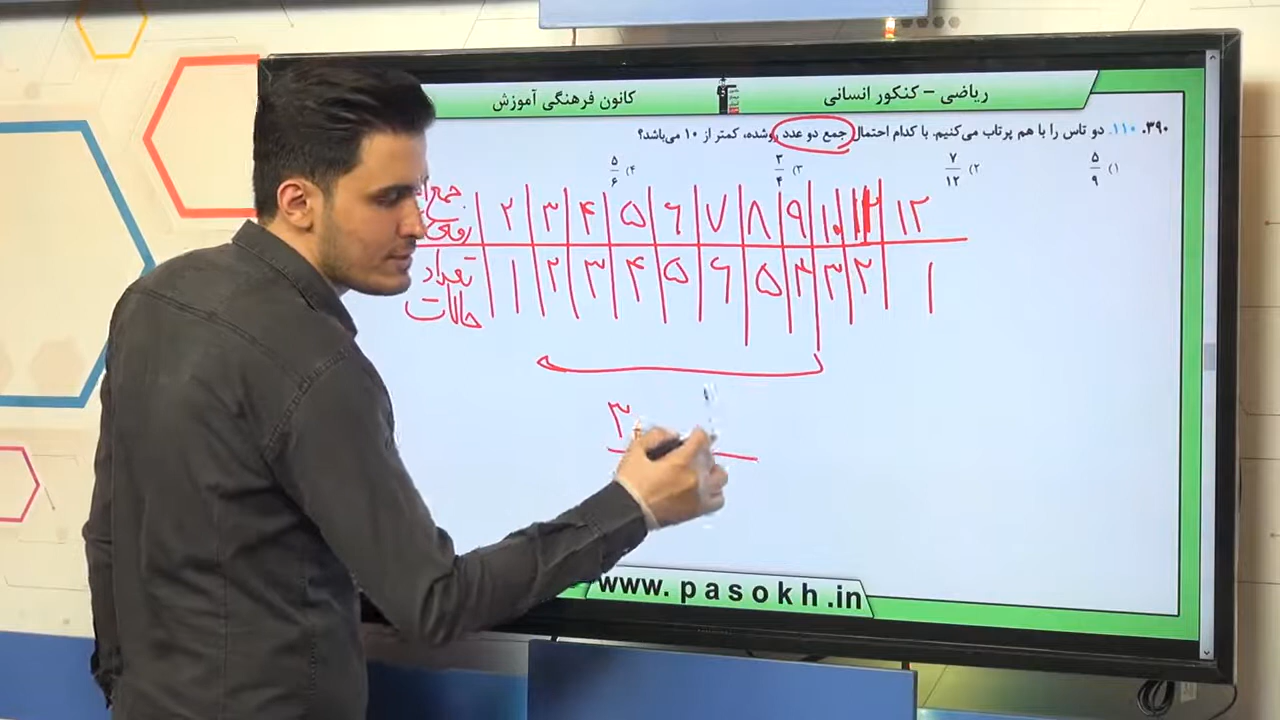 ریاضی – کنکور انسانی
کانون فرهنگی آموزش
۳۹۰. ۱۱۰. دو تاس را با هم پرتاب می‌کنیم. با کدام احتمال جمع دو عدد روشده، کمتر از ۱۰ می‌باشد؟
۱) ۵/۹ ۲) ۷/۱۲ ۳) ۳/۴ ۴) ۵/۶
جمع ۲ ۳ ۴ ۵ ۶ ۷ ۸ ۹ ۱۰ ۱۱ ۱۲
تعداد حالات ۱ ۲ ۳ ۴ ۵ ۶ ۵ ۴ ۳ ۲ ۱
۳
www.pasokh.in